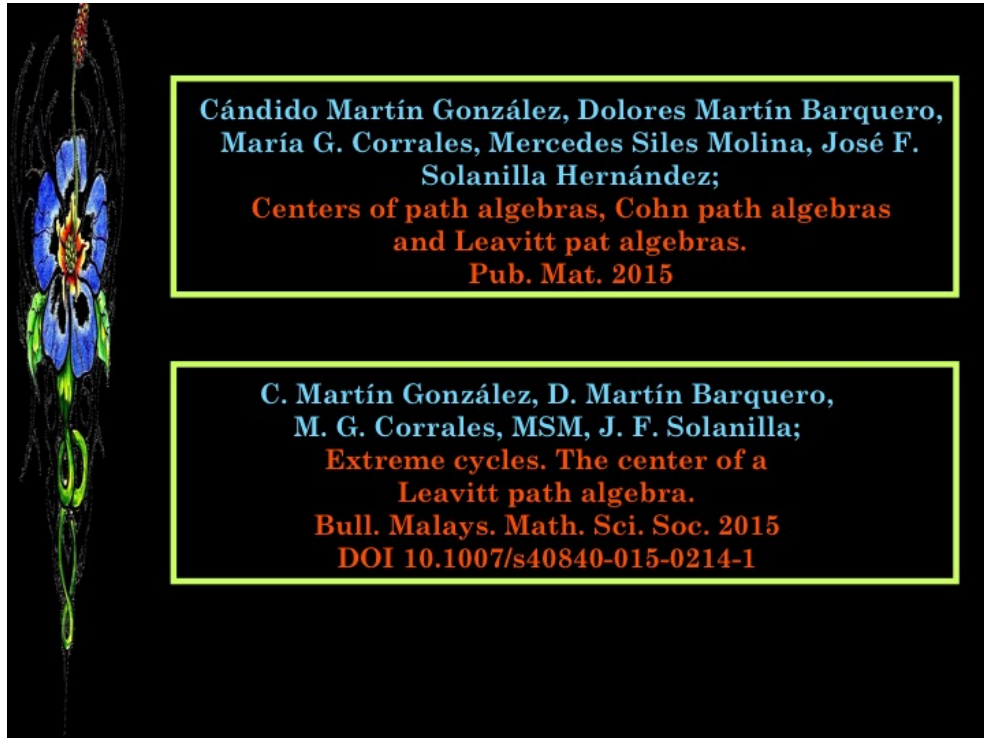 Cándido Martín González, Dolores Martín Barquero,
María G. Corrales, Mercedes Siles Molina, José F.
Solanilla Hernández;
Centers of path algebras, Cohn path algebras
and Leavitt pat algebras.
Pub. Mat. 2015
C. Martín González, D. Martín Barquero,
M. G. Corrales, MSM, J. F. Solanilla;
Extreme cycles. The center of a
Leavitt path algebra.
Bull. Malays. Math. Sci. Soc. 2015
DOI 10.1007/s40840-015-0214-1